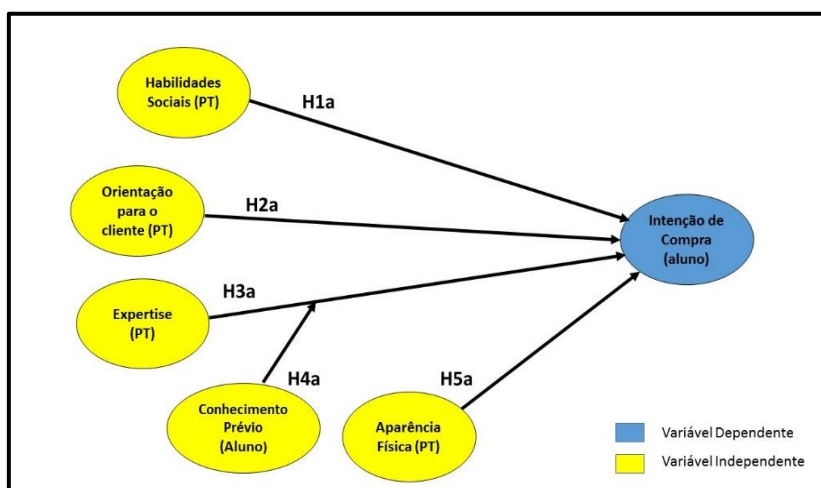 Habilidades
Sociais (PT)
H1a
Orientação
para o
cliente (PT)
H2a
Intenção de
Compra
(aluno)
H3a
Expertise
(PT)
H4a
H5a
Conhecimento
Prévio
(Aluno)
Aparência
Física (PT)
Variável Dependente
Variável Independente